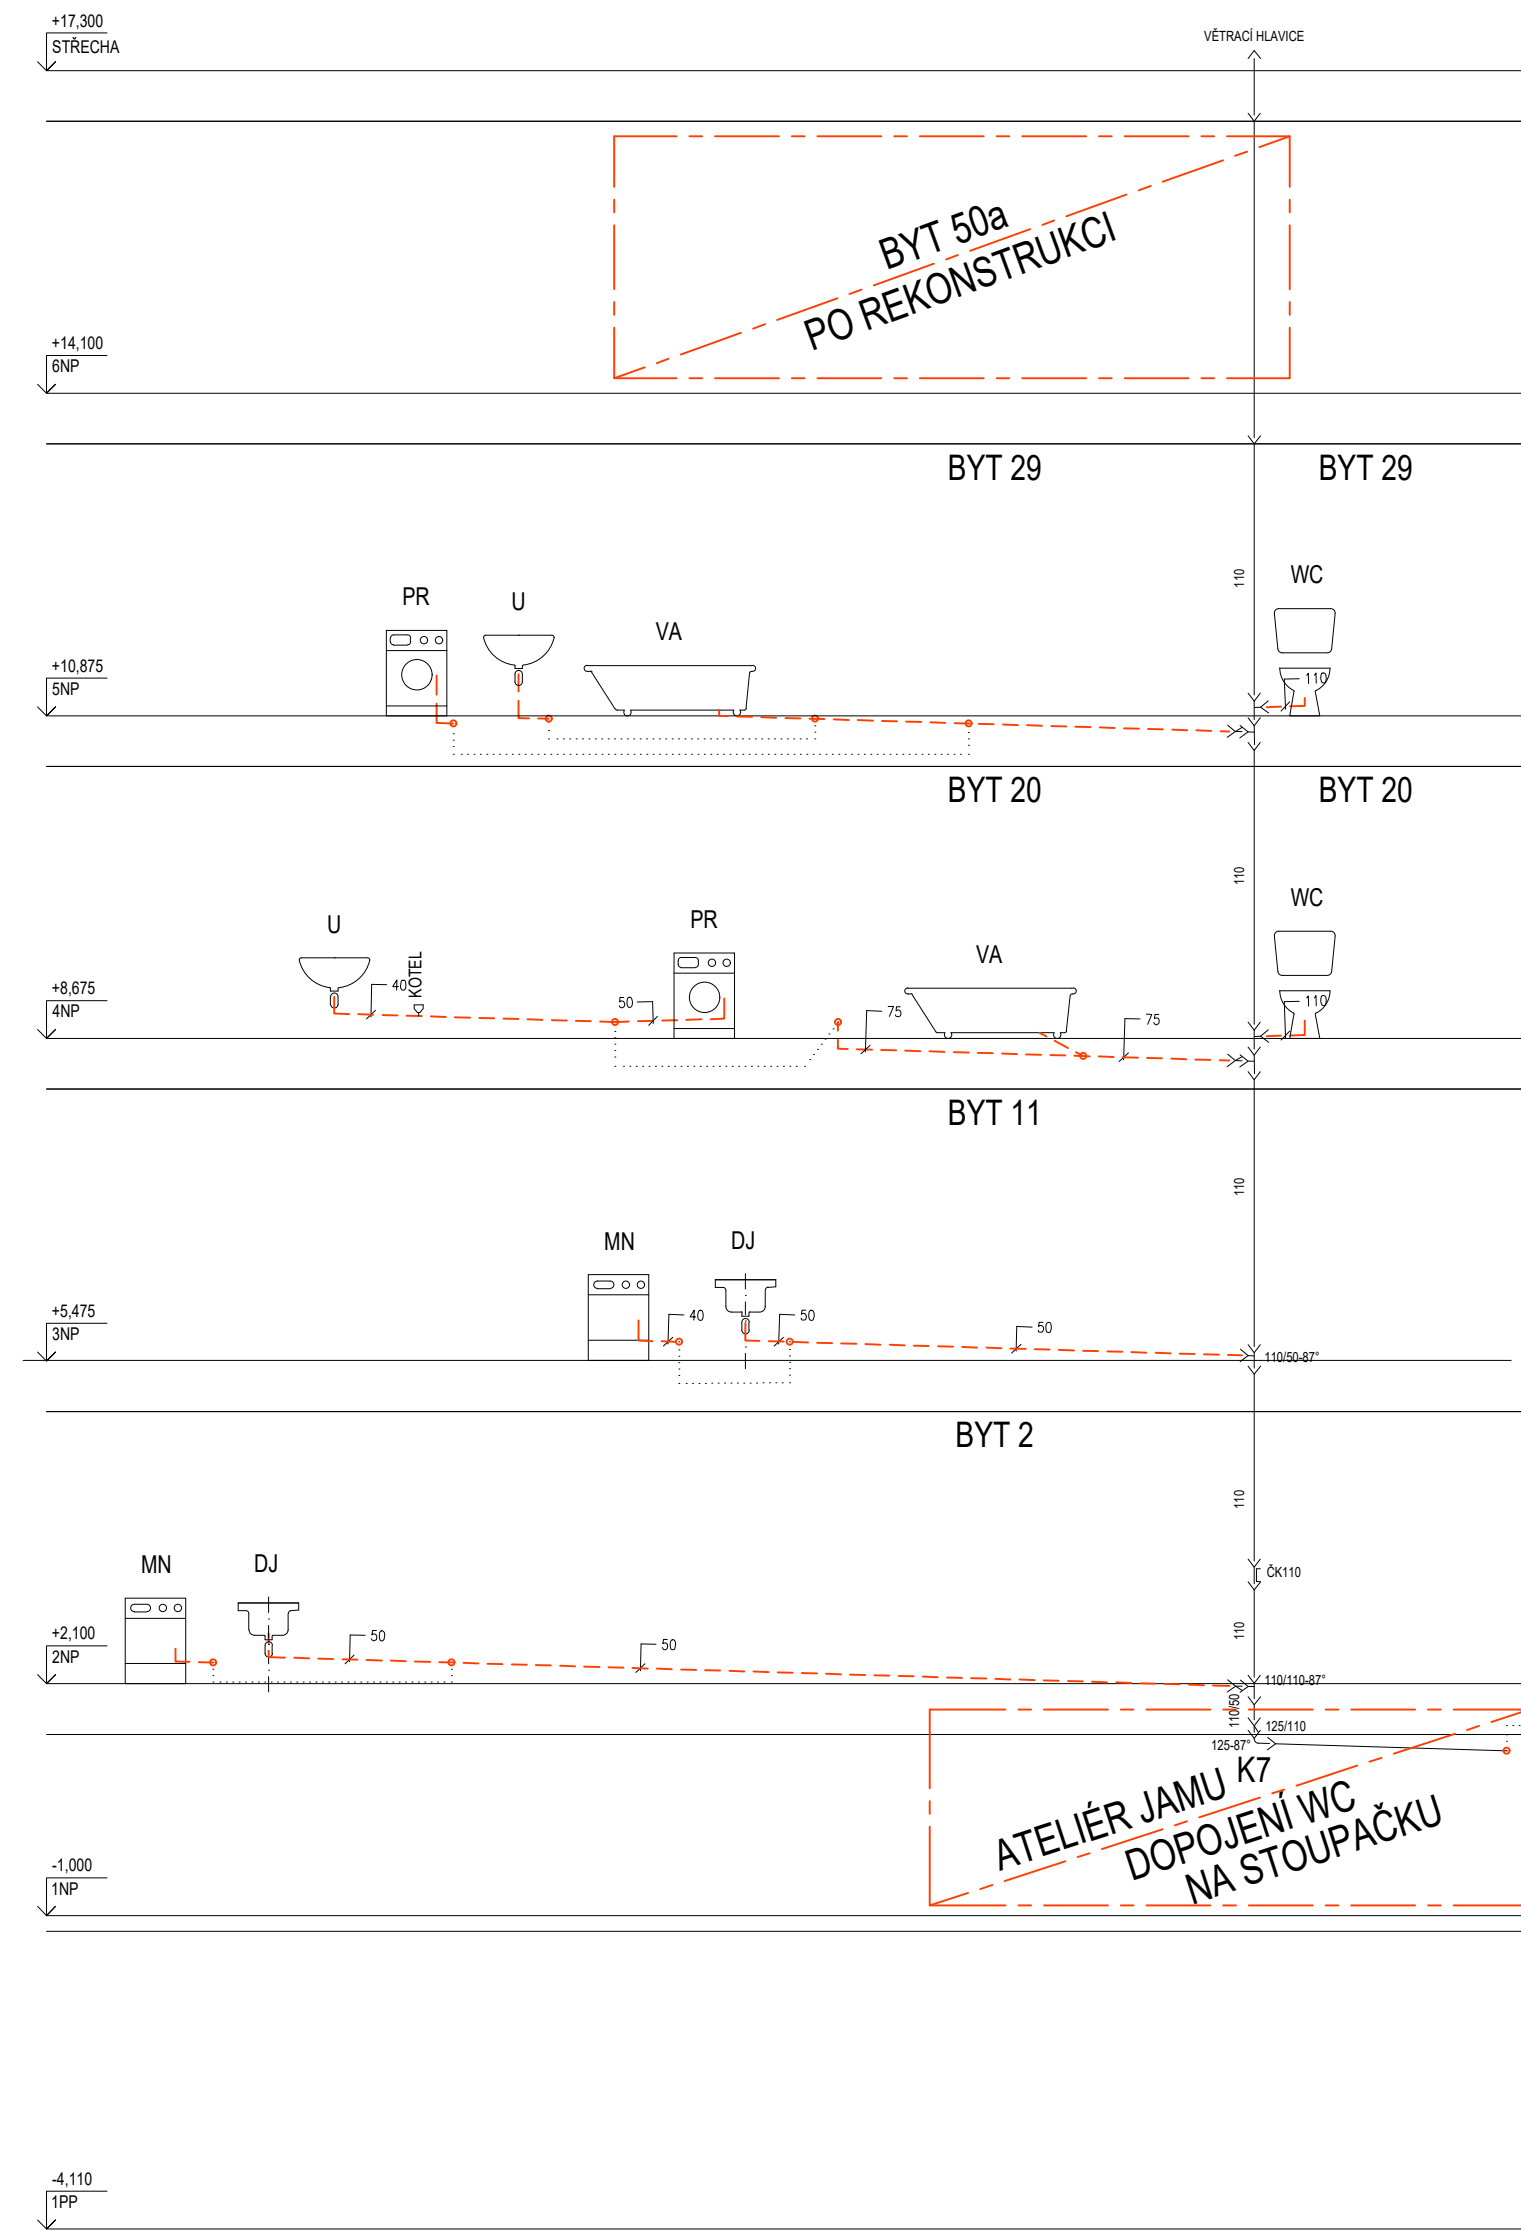 +17,300
STŘECHA
VĚTRACÍ HLAVICE
BYT 50a
PO REKONSTRUKCI
+14,100
6NP
BYT 29
BYT 29
110
WC
PR
U
VA
110
+10,875
5NP
BYT 20
BYT 20
110
WC
U
PR
VA
KOTEL
40
50
75
75
110
+8,675
4NP
BYT 11
110
MN
DJ
40
50
50
+5,475
3NP
110/50-87°
BYT 2
110
ČK110
MN
DJ
50
50
110
+2,100
2NP
110/110-87°
110/50
125/110
125-87°
K7
ATELIÉR JAMU
DOPOJENÍ WC
NA STOUPAČKU
-1,000
1NP
-4,110
1PP